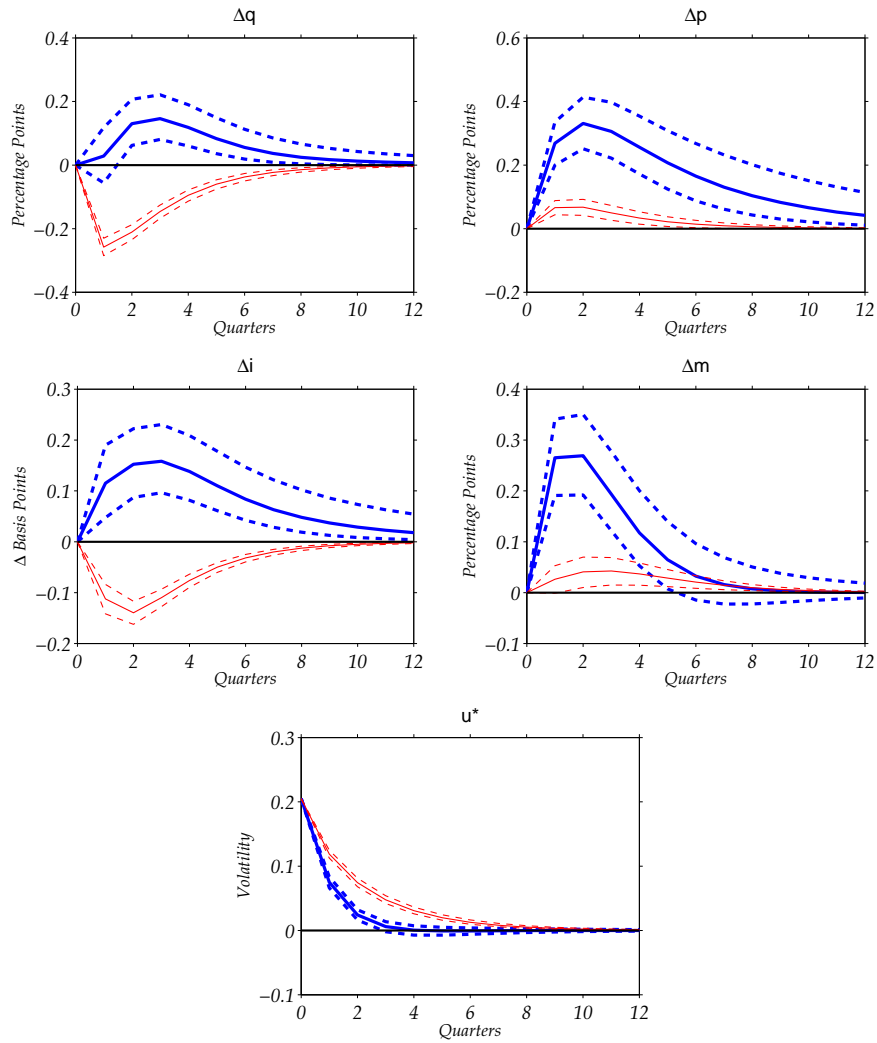 Δq
Percentage Points
0.4
0.2
0
−0.2
−0.4
0 2 4 6 8 10 12
Quarters
Δp
Percentage Points
0.6
0.4
0.2
0
−0.2
0 2 4 6 8 10 12
Quarters
Δi
Δ Basis Points
0.3
0.2
0.1
0
−0.1
−0.2
0 2 4 6 8 10 12
Quarters
Δm
Percentage Points
0.4
0.3
0.2
0.1
0
−0.1
0 2 4 6 8 10 12
Quarters
u*
Volatility
0.3
0.2
0.1
0
−0.1
0 2 4 6 8 10 12
Quarters